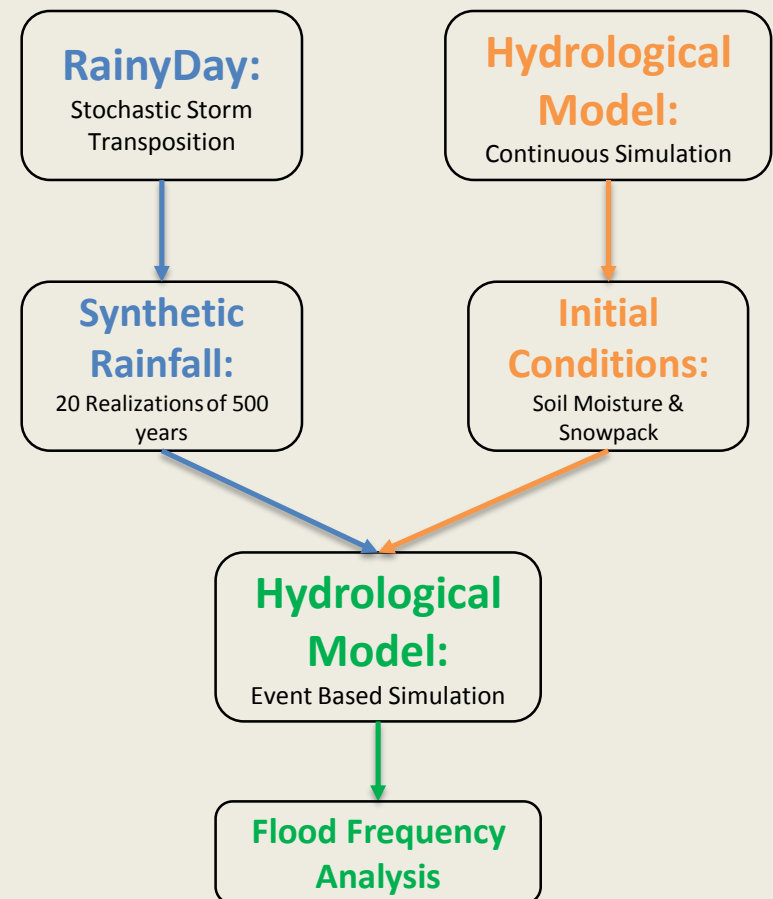 RainyDay:
Stochastic Storm
Transposition
Hydrological
Model:
Continuous Simulation
Synthetic
Rainfall:
20 Realizations of 500
years
Initial
Conditions:
Soil Moisture &
Snowpack
Hydrological
Model:
Event Based Simulation
Flood Frequency
Analysis